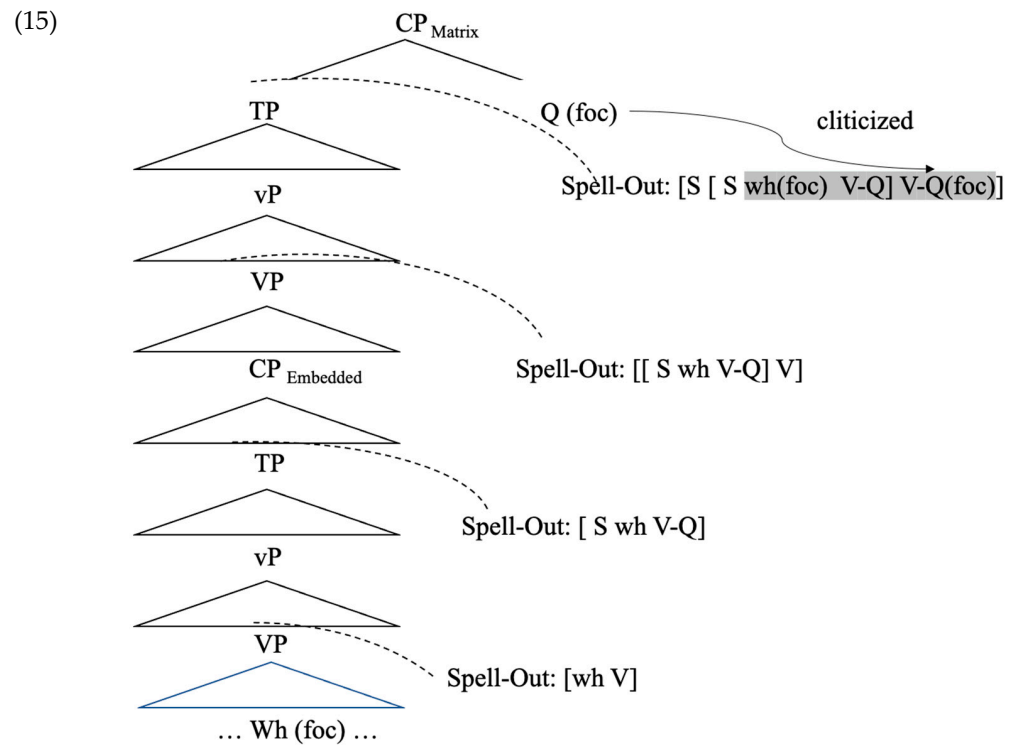 (15)
CP Matrix
TP
Q (foc)
cliticized
Spell-Out: [S [ S wh(foc) V-Q] V-Q(foc)]
vP
VP
Spell-Out: [[ S wh V-Q] V]
CP Embedded
TP
Spell-Out: [ S wh V-Q]
vP
VP
Spell-Out: [wh V]
… Wh (foc) …